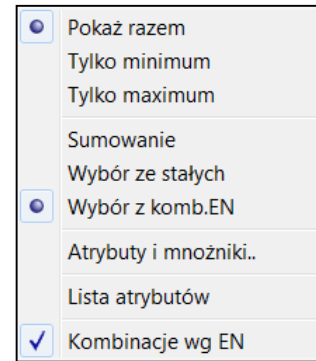 Pokaż razem
Tylko minimum
Tylko maximum
Sumowanie
Wybór ze stałych
Wybór z komb.EN
Atrybuty i mnożniki..
Lista atrybutów
Kombinacje wg EN